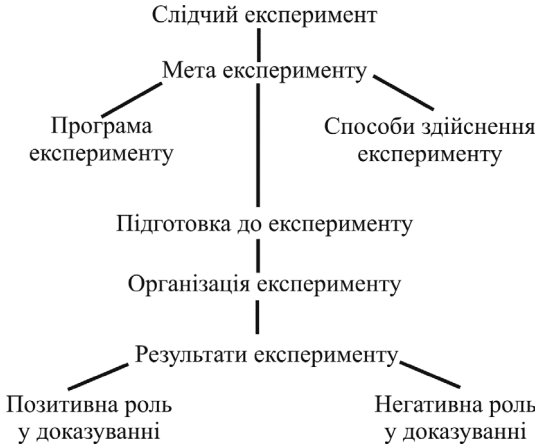 Слідчий експеримент
Мета експерименту
Програма
експерименту
Способи здійснення
експерименту
Підготовка до експерименту
Організація експерименту
Результати експерименту
Позитивна роль
у доказуванні
Негативна роль
у доказуванні